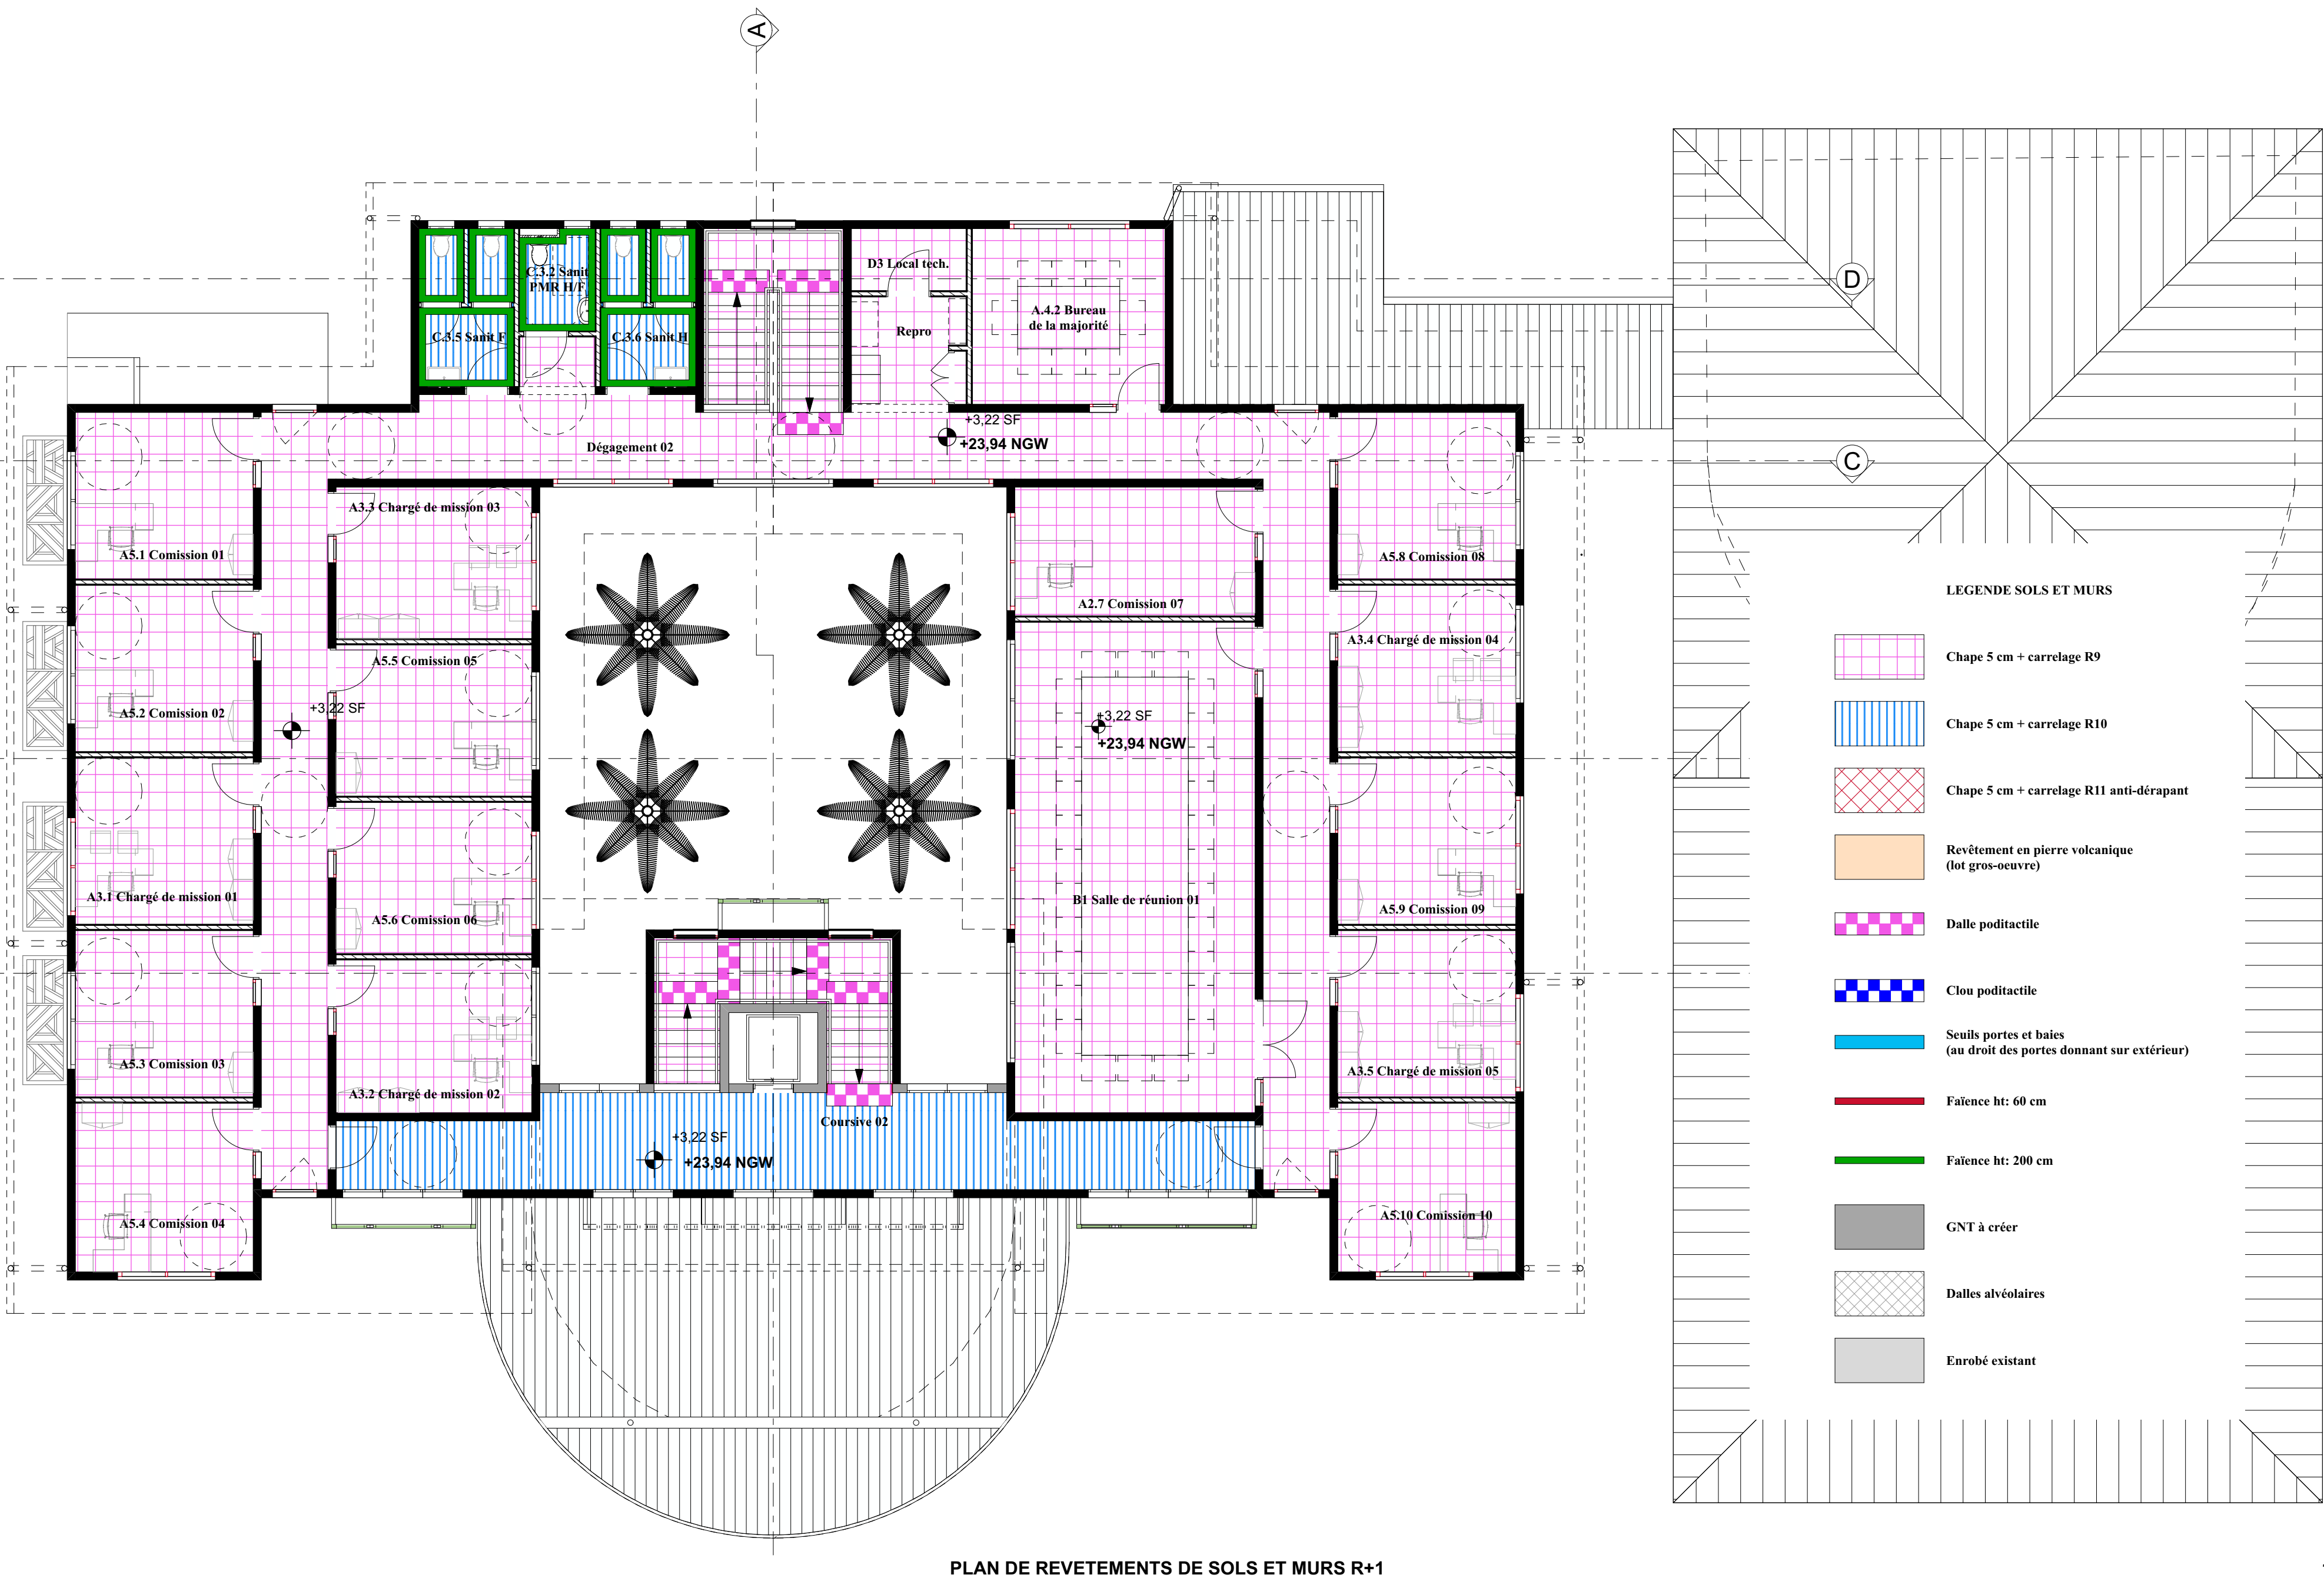 A
C.3.2 Sanit
PMR H/F
D3 Local tech.
D
A.4.2 Bureau
de la majorité
C.3.5 Sanit F
C.3.6 Sanit H
Repro
+3,22 SF
+23,94 NGW
Dégagement 02
C
A3.3 Chargé de mission 03
A5.1 Comission 01
A5.8 Comission 08
A2.7 Comission 07
A3.4 Chargé de mission 04
A5.5 Comission 05
A5.2 Comission 02
+3,22 SF
+3,22 SF
+23,94 NGW
A3.1 Chargé de mission 01
B1 Salle de réunion 01
A5.6 Comission 06
A5.9 Comission 09
A5.3 Comission 03
A3.5 Chargé de mission 05
A3.2 Chargé de mission 02
Coursive 02
+3,22 SF
+23,94 NGW
A5.4 Comission 04
A5.10 Comission 10
LEGENDE SOLS ET MURS
Chape 5 cm + carrelage R9
Chape 5 cm + carrelage R10
Chape 5 cm + carrelage R11 anti-dérapant
Revêtement en pierre volcanique
(lot gros-oeuvre)
Dalle poditactile
Clou poditactile
Seuils portes et baies
(au droit des portes donnant sur extérieur)
Faïence ht: 60 cm
Faïence ht: 200 cm
GNT à créer
Dalles alvéolaires
Enrobé existant
PLAN DE REVETEMENTS DE SOLS ET MURS R+1